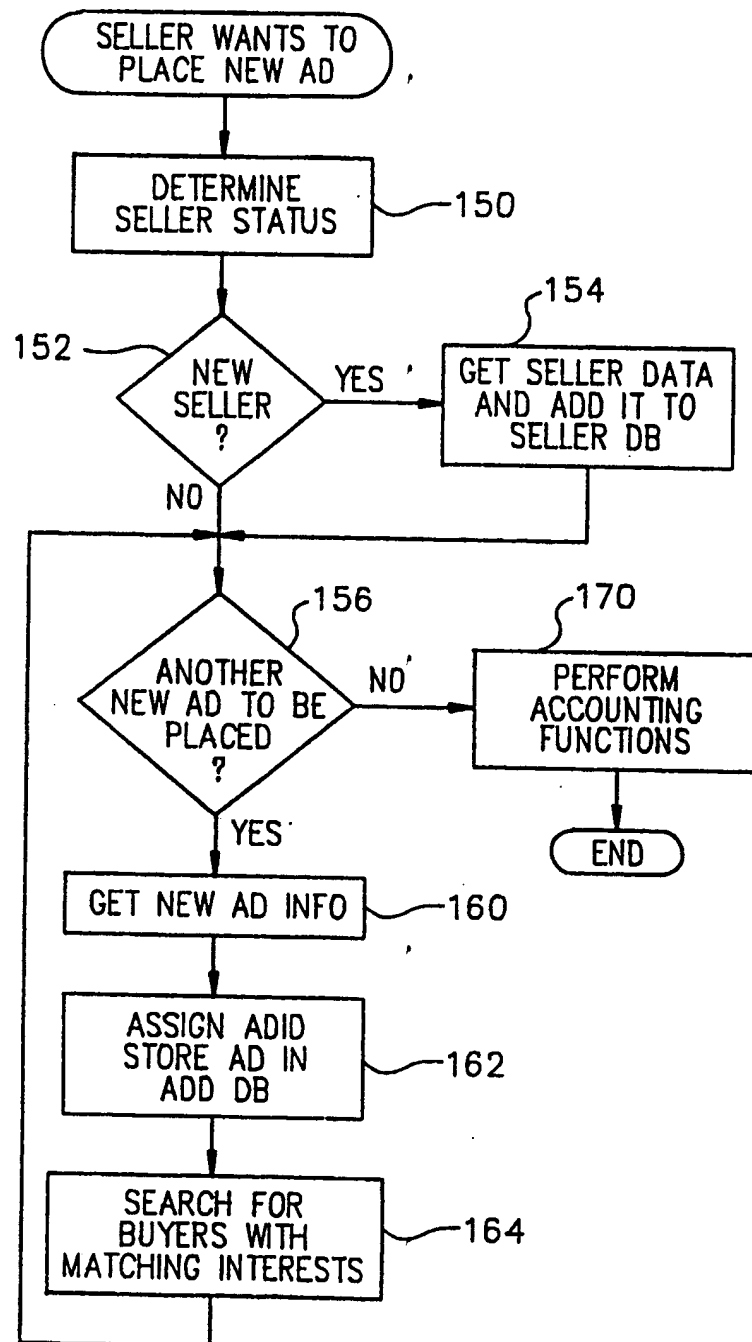 SELLER WANTS TO
PLACE NEW AD
DETERMINE
SELLER STATUS
150
152
NEW
SELLER
?
YES
154
GET SELLER DATA
AND ADD IT TO
SELLER DB
NO
156
ANOTHER
NEW AD TO BE
PLACED
?
NO
170
PERFORM
ACCOUNTING
FUNCTIONS
END
YES
GET NEW AD INFO
160
ASSIGN ADID
STORE AD IN
ADD DB
162
SEARCH FOR
BUYERS WITH
MATCHING INTERESTS
164